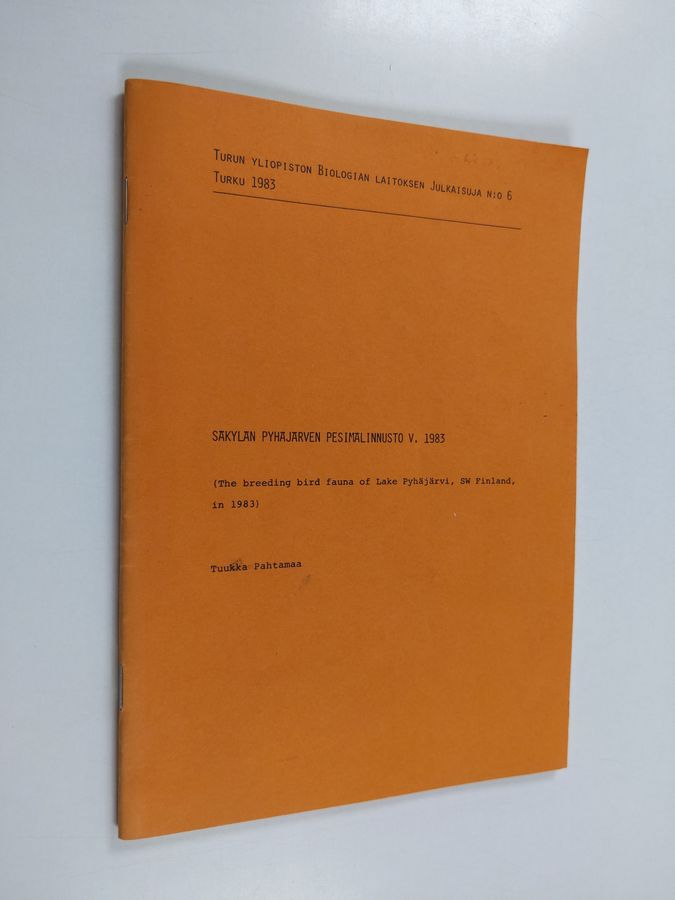 TURUN YLIOPISTON BIOLOGIAN LAITOKSEN JULKAISUJA N:O 6
TURKU 1983
SÄKYLÄN PYHÄJÄRVEN PESIMÄLINNUSTO V. 1983
(The breeding bird fauna of Lake Pyhäjärvi, SW Finland,
in 1983)
Tuukka Pahtamaa